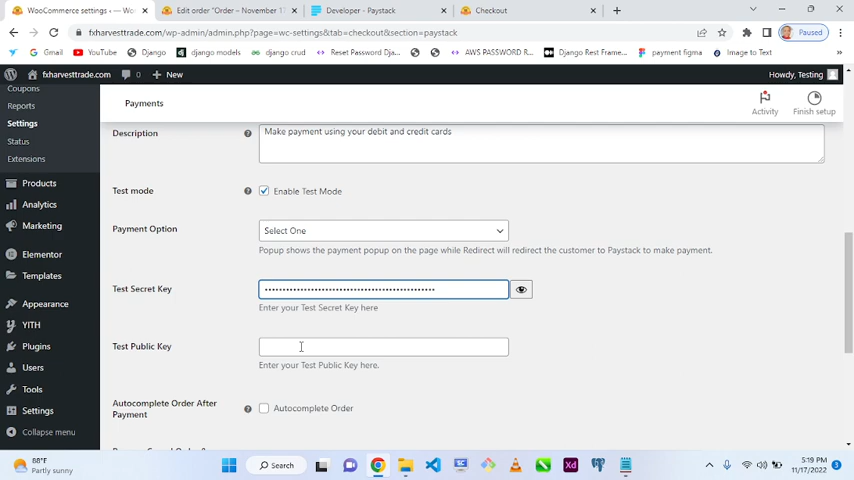 WooCommerce settings ‹ — Wo
Edit order "Order – November 17
Developer - Paystack
Checkout
fxharvesttrade.com/wp-admin/admin.php?page=wc-settings&tab=checkout&section=paystack
Paused
Gmail
YouTube
Django
django models
django crud
Reset Password Dja...
AWS PASSWORD R...
Django Rest Fram...
payment figma
Image to Text
fxharvesttrade.com
0
New
Howdy, Testing
Coupons
Reports
Settings
Status
Extensions
Products
Analytics
Marketing
Elementor
Templates
Appearance
YITH
Plugins
Users
Tools
Settings
Collapse menu
Payments
Activity
Finish setup
Description
Make payment using your debit and credit cards
Test mode
Enable Test Mode
Payment Option
Select One
Popup shows the payment popup on the page while Redirect will redirect the customer to Paystack to make payment.
Test Secret Key
Enter your Test Secret Key here
Test Public Key
Enter your Test Public Key here.
Autocomplete Order After
Payment
Autocomplete Order
88°F
Partly sunny
Search
5:19 PM
11/17/2022